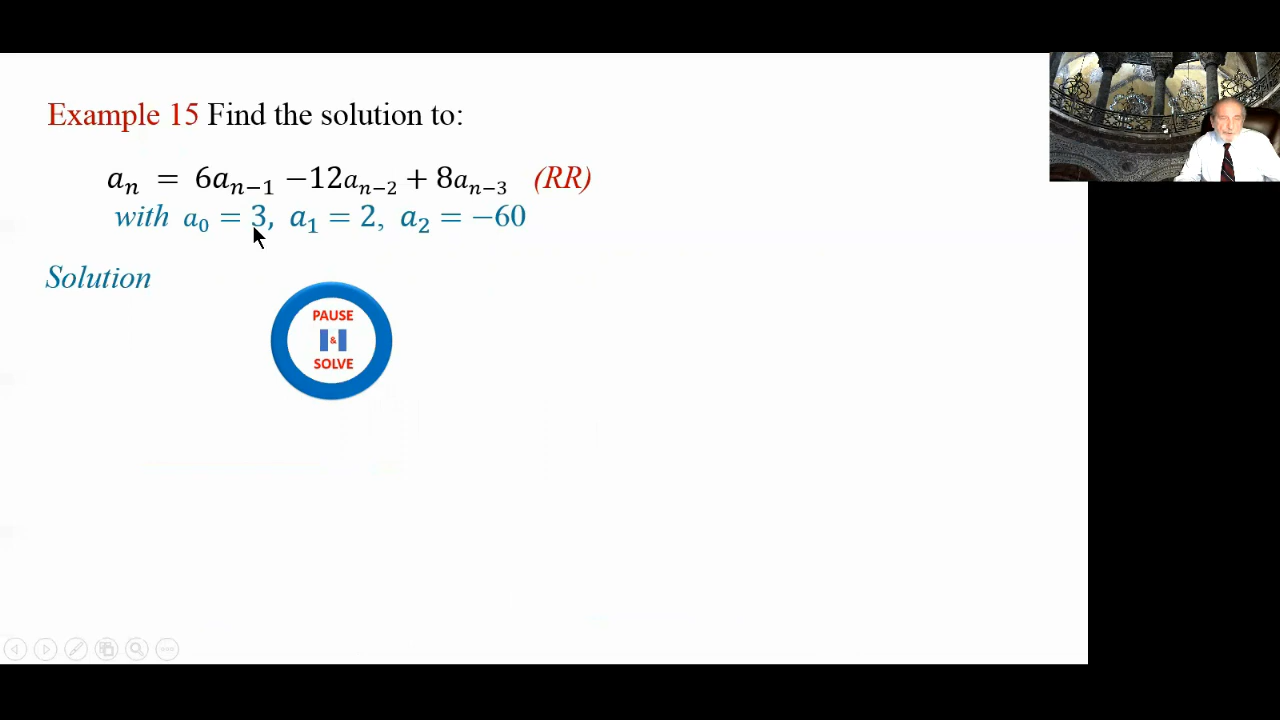 Example 15 Find the solution to:
aₙ = 6aₙ₋₁ −12aₙ₋₂ + 8aₙ₋₃ (RR)
with a₀ = 3, a₁ = 2, a₂ = −60
Solution
PAUSE
&
SOLVE